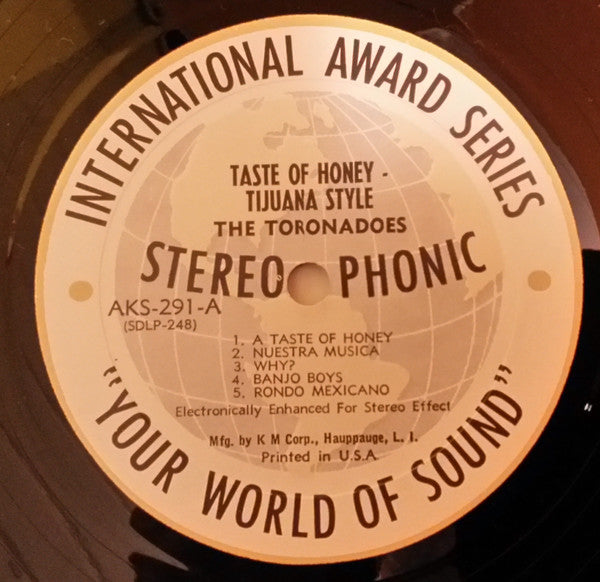 INTERNATIONAL AWARD SERIES
TASTE OF HONEY -
TIJUANA STYLE
THE TORONADOES
STEREO PHONIC
AKS-291-A
(SDLP-248)
1. A TASTE OF HONEY
2. NUESTRA MUSICA
3. WHY?
4. BANJO BOYS
5. RONDO MEXICANO
Electronically Enhanced For Stereo Effect
Mfg. by K M Corp., Hauppauge, L. I.
Printed in U.S.A.
"YOUR WORLD OF SOUND"